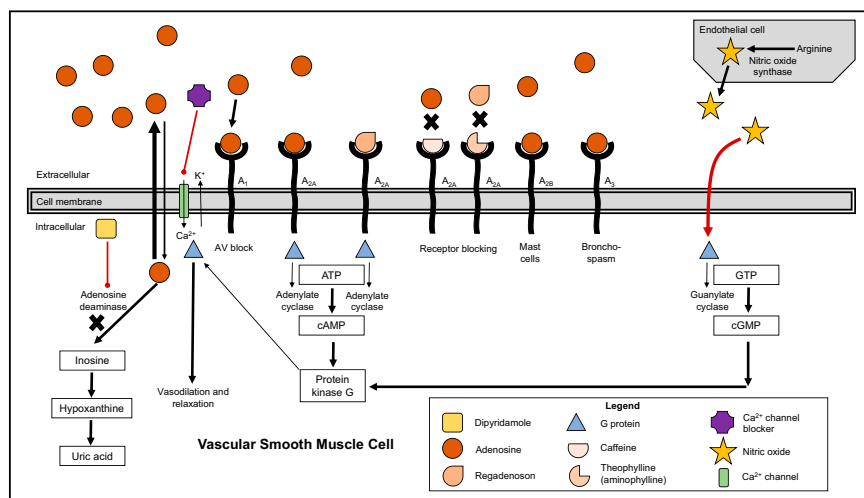 Endothelial cell
Arginine
Nitric oxide
synthase
Extracellular
K⁺
A₁
A₂A
A₂A
A₂A
A₂A
A₂B
A₃
Cell membrane
Intracellular
Ca²⁺
AV block
Receptor blocking
Mast
cells
Broncho-
spasm
Adenosine
deaminase
ATP
Adenylate
cyclase
Adenylate
cyclase
cAMP
GTP
Guanylate
cyclase
cGMP
Inosine
Hypoxanthine
Uric acid
Vasodilation and
relaxation
Protein
kinase G
Vascular Smooth Muscle Cell
Legend
Dipyridamole
Adenosine
Regadenoson
G protein
Caffeine
Theophylline
(aminophylline)
Ca²⁺ channel
blocker
Nitric oxide
Ca²⁺ channel